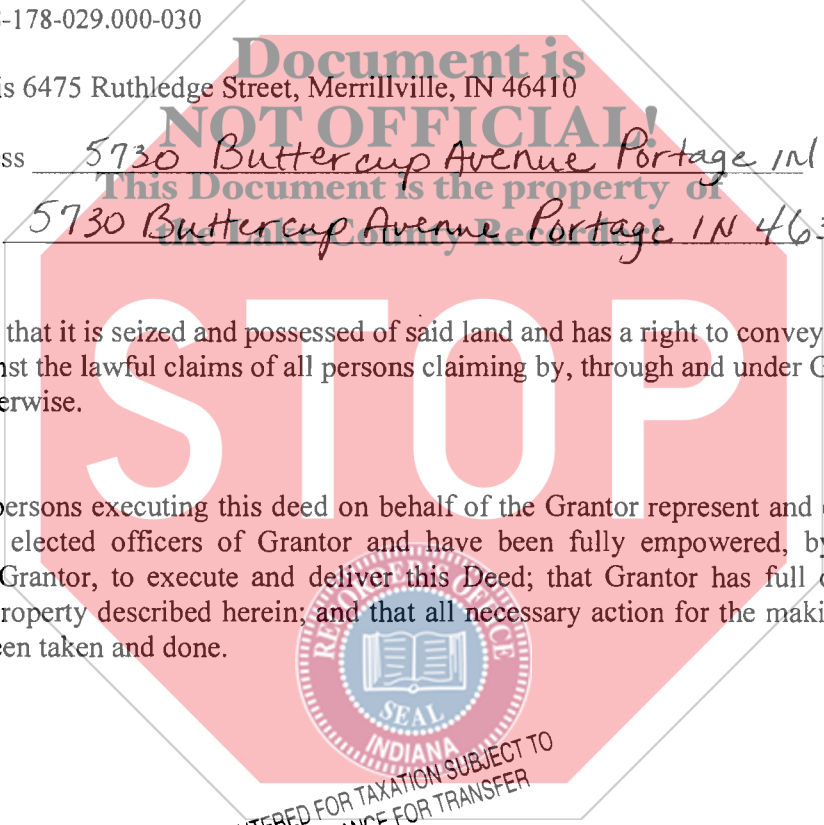 -178-029.000-030
Document is
is 6475 Ruthledge Street, Merrillville, IN 46410
NOT OFFICIAL!
ss 5730 Buttercup Avenue Portage IN
This Document is the property of
5730 Buttercup Avenue Portage IN 463
the Lake County Recorder!
that it is seized and possessed of said land and has a right to convey
nst the lawful claims of all persons claiming by, through and under G
erwise.
STOP
persons executing this deed on behalf of the Grantor represent and
elected officers of Grantor and have been fully empowered, by
Grantor, to execute and deliver this Deed; that Grantor has full
roperty described herein; and that all necessary action for the maki
een taken and done.
RECORDER'S OFFICE
SEAL
INDIANA
TERED FOR TAXATION SUBJECT TO
ANCE FOR TRANSFER